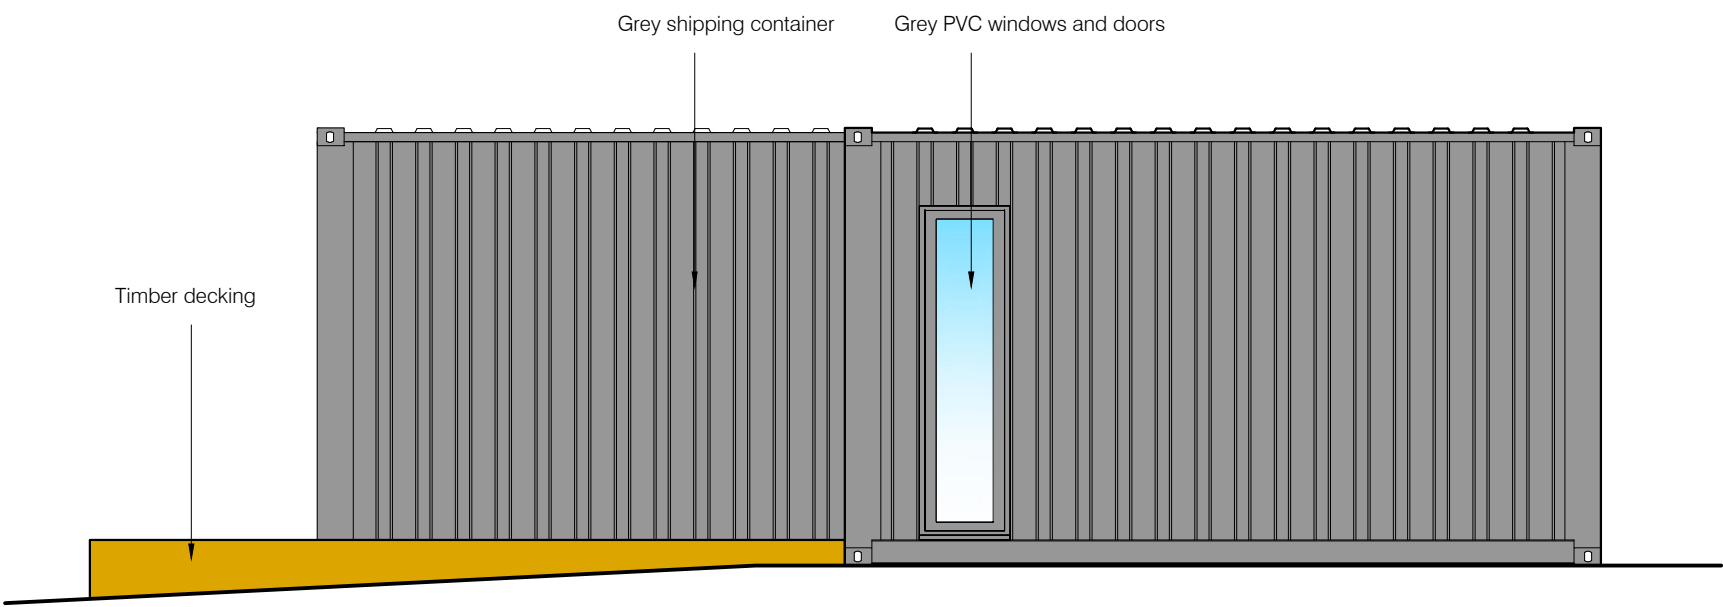 Grey shipping container
Grey PVC windows and doors
Timber decking